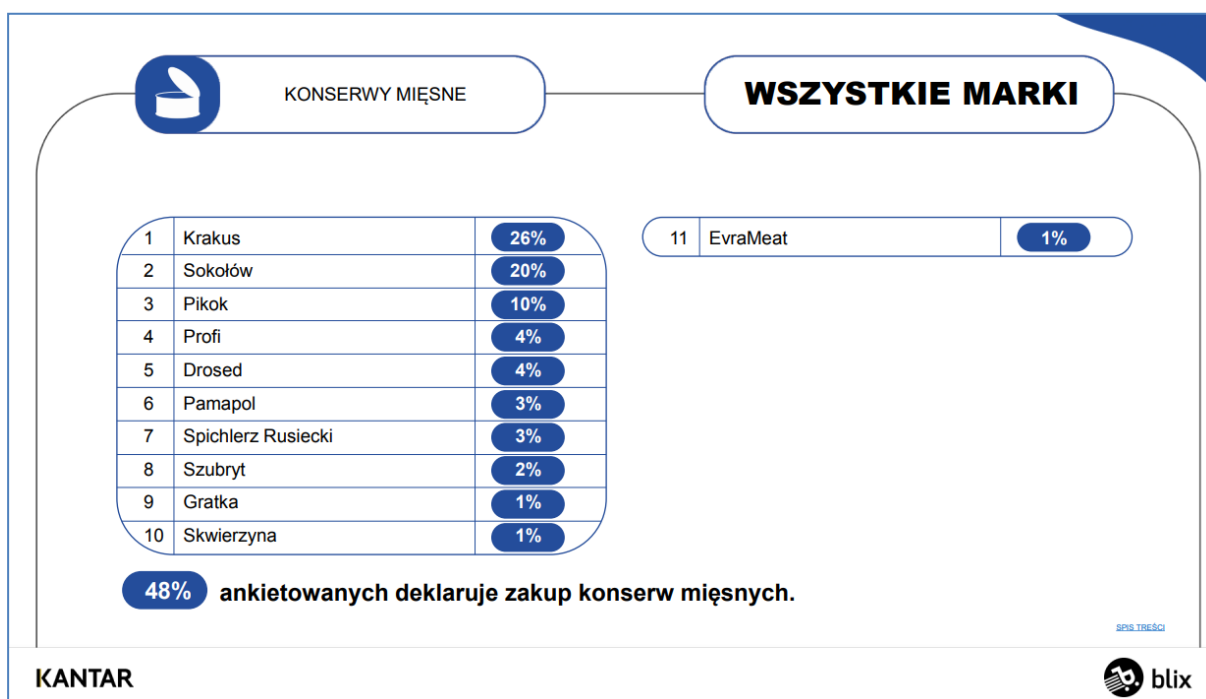 KONSERWY MIĘSNE
WSZYSTKIE MARKI
1 Krakus 26%
2 Sokołów 20%
3 Pikok 10%
4 Profi 4%
5 Drosed 4%
6 Pamapol 3%
7 Spichlerz Rusiecki 3%
8 Szubryt 2%
9 Gratka 1%
10 Skwierzyna 1%
11 EvraMeat 1%
48% ankietowanych deklaruje zakup konserw mięsnych.
SPIS TREŚCI
KANTAR
blix